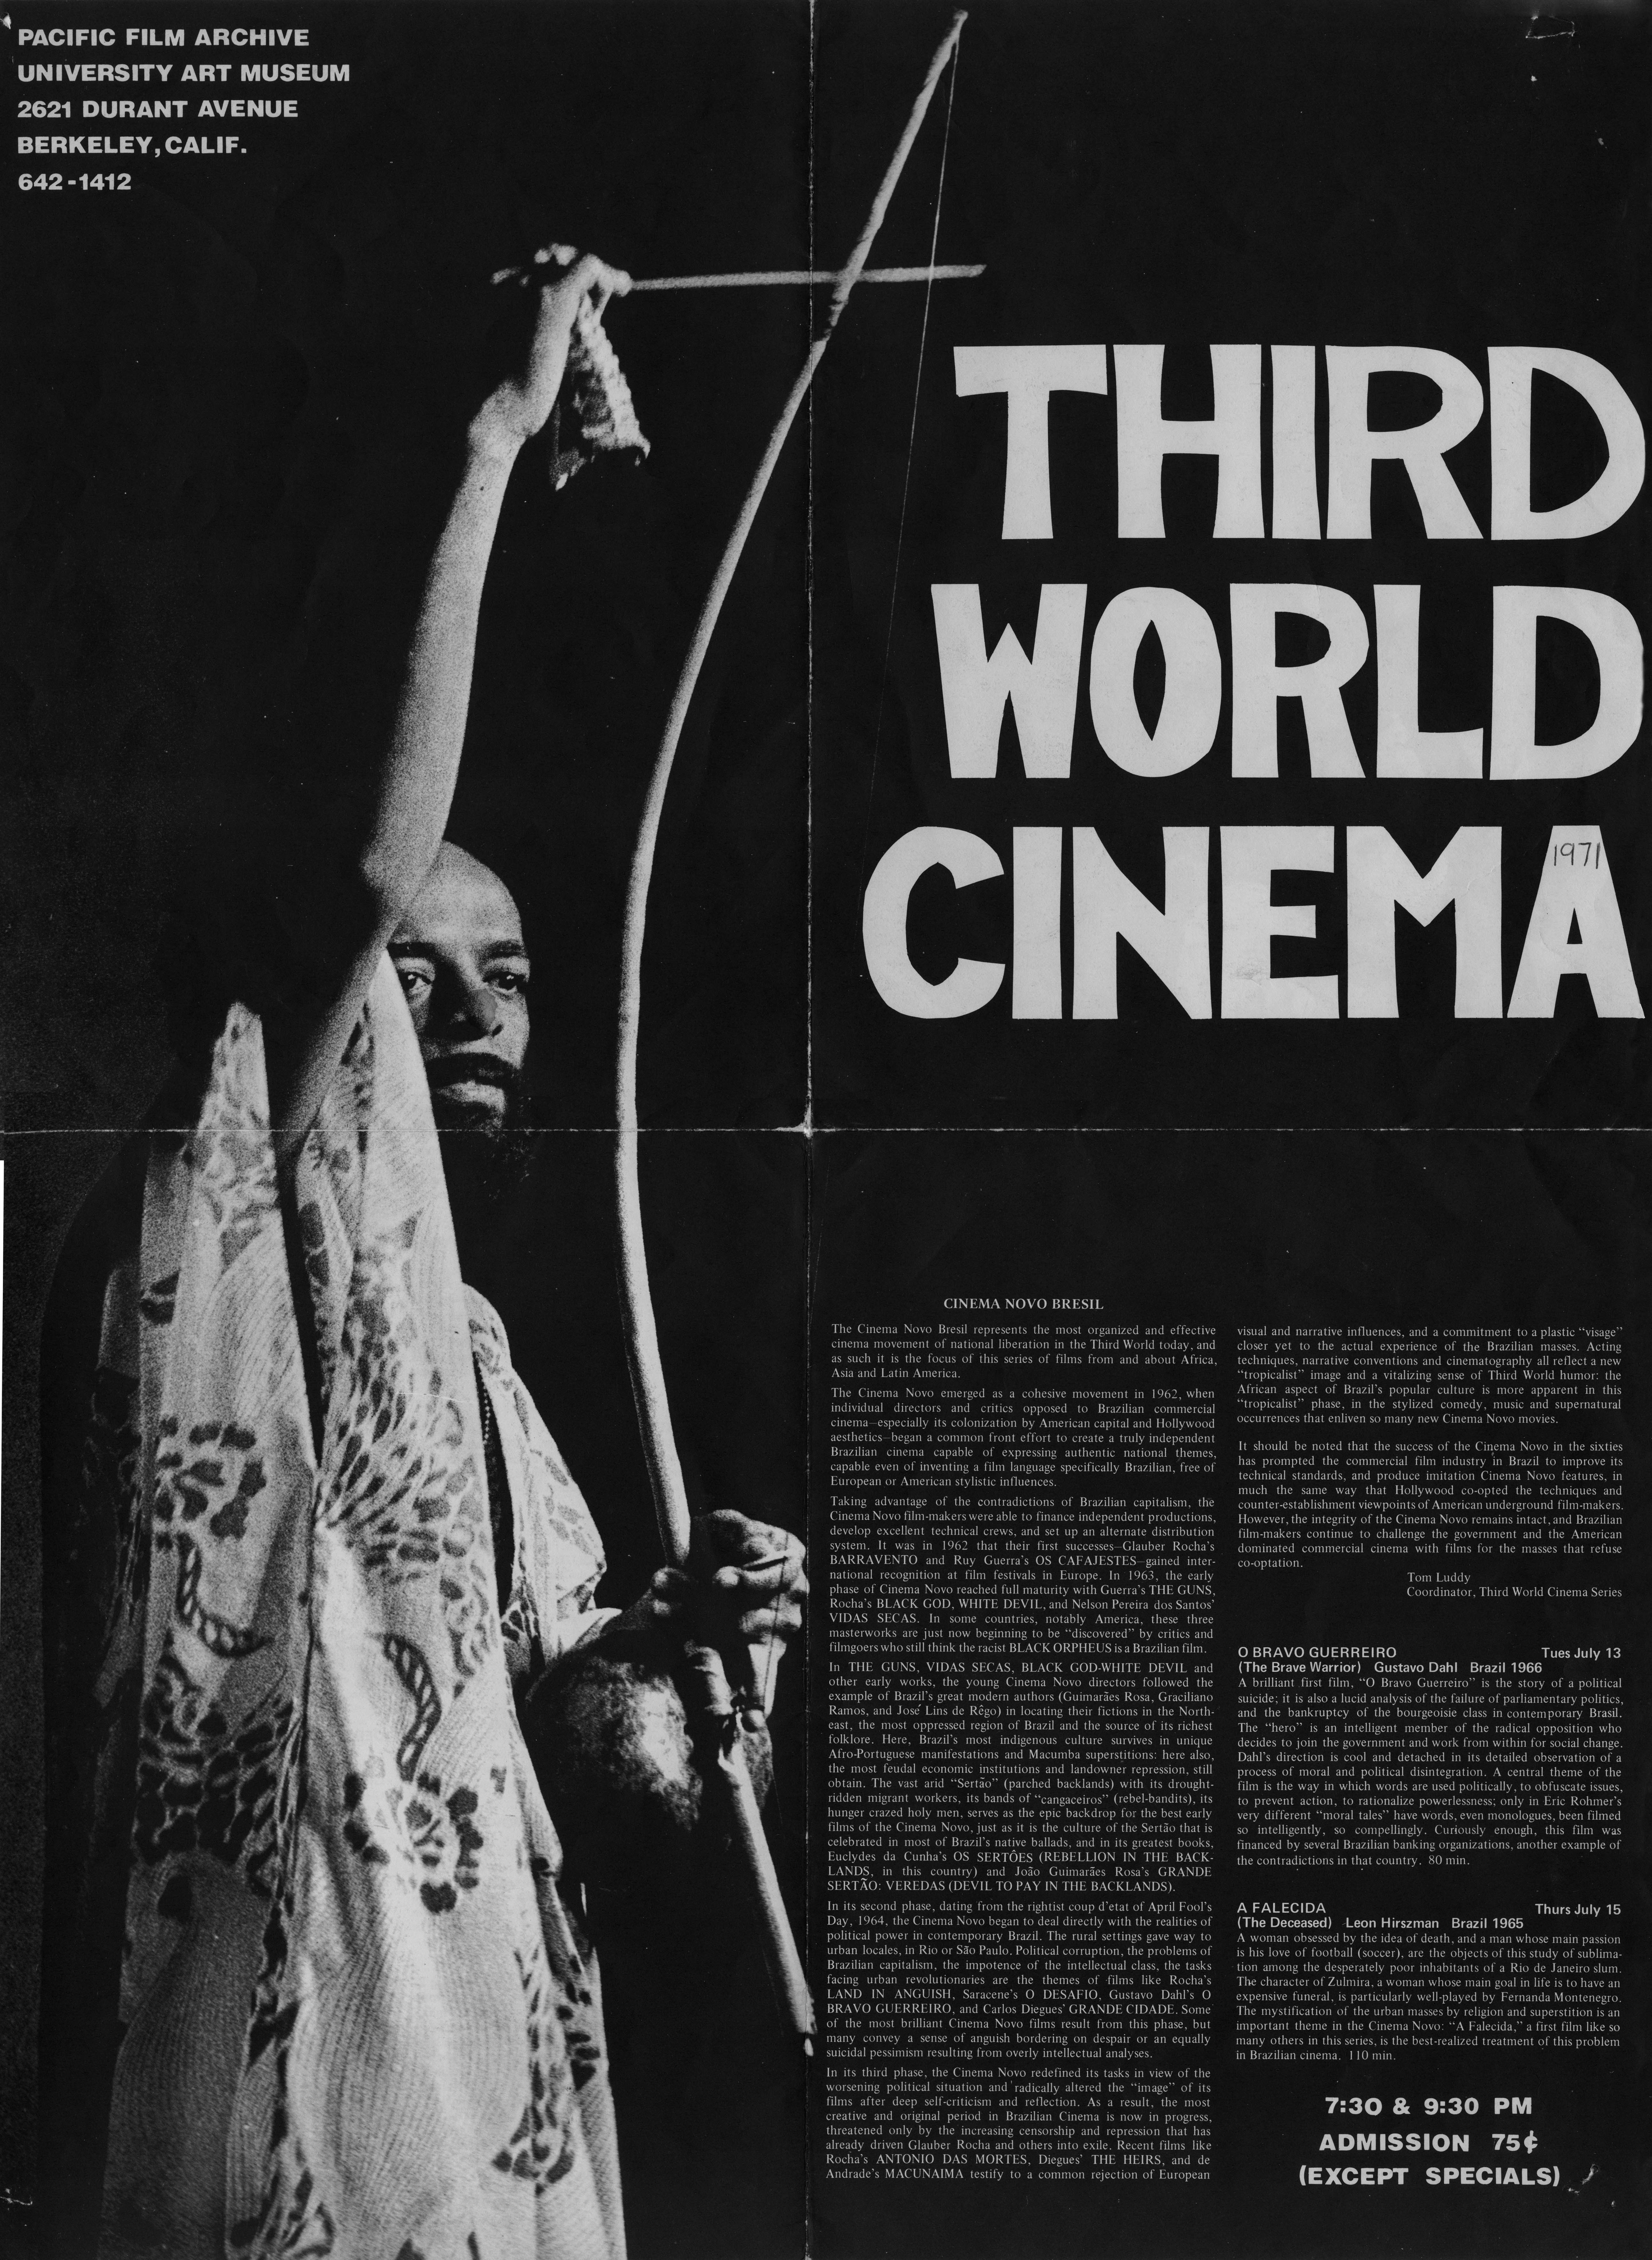 PACIFIC FILM ARCHIVE
UNIVERSITY ART MUSEUM
2621 DURANT AVENUE
BERKELEY, CALIF.
642-1412
THIRD
WORLD
CINEMA
1971
CINEMA NOVO BRESIL
The Cinema Novo Bresil represents the most organized and effective
cinema movement of national liberation in the Third World today, and
as such it is the focus of this series of films from and about Africa,
Asia and Latin America.
The Cinema Novo emerged as a cohesive movement in 1962, when
individual directors and critics opposed to Brazilian commercial
cinema—especially its colonization by American capital and Hollywood
aesthetics—began a common front effort to create a truly independent
Brazilian cinema capable of expressing authentic national themes,
capable even of inventing a film language specifically Brazilian, free of
European or American stylistic influences.
Taking advantage of the contradictions of Brazilian capitalism, the
Cinema Novo film-makers were able to finance independent productions,
develop excellent technical crews, and set up an alternate distribution
system. It was in 1962 that their first successes—Glauber Rocha's
BARRAVENTO and Ruy Guerra's OS CAFAJESTES—gained inter-
national recognition at film festivals in Europe. In 1963, the early
phase of Cinema Novo reached full maturity with Guerra's THE GUNS,
Rocha's BLACK GOD, WHITE DEVIL, and Nelson Pereira dos Santos'
VIDAS SECAS. In some countries, notably America, these three
masterworks are just now beginning to be "discovered" by critics and
filmgoers who still think the racist BLACK ORPHEUS is a Brazilian film.
In THE GUNS, VIDAS SECAS, BLACK GOD-WHITE DEVIL and
other early works, the young Cinema Novo directors followed the
example of Brazil's great modern authors (Guimarães Rosa, Graciliano
Ramos, and José Lins de Rêgo) in locating their fictions in the North-
east, the most oppressed region of Brazil and the source of its richest
folklore. Here, Brazil's most indigenous culture survives in unique
Afro-Portuguese manifestations and Macumba superstitions: here also,
the most feudal economic institutions and landowner repression, still
obtain. The vast arid "Sertão" (parched backlands) with its drought-
ridden migrant workers, its bands of "cangaceiros" (rebel-bandits), its
hunger crazed holy men, serves as the epic backdrop for the best early
films of the Cinema Novo, just as it is the culture of the Sertão that is
celebrated in most of Brazil's native ballads, and in its greatest books,
Euclydes da Cunha's OS SERTÔES (REBELLION IN THE BACK-
LANDS, in this country) and João Guimarães Rosa's GRANDE
SERTÃO: VEREDAS (DEVIL TO PAY IN THE BACKLANDS).
In its second phase, dating from the rightist coup d'etat of April Fool's
Day, 1964, the Cinema Novo began to deal directly with the realities of
political power in contemporary Brazil. The rural settings gave way to
urban locales, in Rio or São Paulo. Political corruption, the problems of
Brazilian capitalism, the impotence of the intellectual class, the tasks
facing urban revolutionaries are the themes of films like Rocha's
LAND IN ANGUISH, Saracene's O DESAFIO, Gustavo Dahl's O
BRAVO GUERREIRO, and Carlos Diegues' GRANDE CIDADE. Some
of the most brilliant Cinema Novo films result from this phase, but
many convey a sense of anguish bordering on despair or an equally
suicidal pessimism resulting from overly intellectual analyses.
In its third phase, the Cinema Novo redefined its tasks in view of the
worsening political situation and radically altered the "image" of its
films after deep self-criticism and reflection. As a result, the most
creative and original period in Brazilian Cinema is now in progress,
threatened only by the increasing censorship and repression that has
already driven Glauber Rocha and others into exile. Recent films like
Rocha's ANTONIO DAS MORTES, Diegues' THE HEIRS, and de
Andrade's MACUNAIMA testify to a common rejection of European
visual and narrative influences, and a commitment to a plastic "visage"
closer yet to the actual experience of the Brazilian masses. Acting
techniques, narrative conventions and cinematography all reflect a new
"tropicalist" image and a vitalizing sense of Third World humor: the
African aspect of Brazil's popular culture is more apparent in this
"tropicalist" phase, in the stylized comedy, music and supernatural
occurrences that enliven so many new Cinema Novo movies.
It should be noted that the success of the Cinema Novo in the sixties
has prompted the commercial film industry in Brazil to improve its
technical standards, and produce imitation Cinema Novo features, in
much the same way that Hollywood co-opted the techniques and
counter-establishment viewpoints of American underground film-makers.
However, the integrity of the Cinema Novo remains intact, and Brazilian
film-makers continue to challenge the government and the American
dominated commercial cinema with films for the masses that refuse
co-optation.
Tom Luddy
Coordinator, Third World Cinema Series
O BRAVO GUERREIRO Tues July 13
(The Brave Warrior) Gustavo Dahl Brazil 1966
A brilliant first film, "O Bravo Guerreiro" is the story of a political
suicide; it is also a lucid analysis of the failure of parliamentary politics,
and the bankruptcy of the bourgeoisie class in contemporary Brasil.
The "hero" is an intelligent member of the radical opposition who
decides to join the government and work from within for social change.
Dahl's direction is cool and detached in its detailed observation of a
process of moral and political disintegration. A central theme of the
film is the way in which words are used politically, to obfuscate issues,
to prevent action, to rationalize powerlessness; only in Eric Rohmer's
very different "moral tales" have words, even monologues, been filmed
so intelligently, so compellingly. Curiously enough, this film was
financed by several Brazilian banking organizations, another example of
the contradictions in that country. 80 min.
A FALECIDA Thurs July 15
(The Deceased) Leon Hirszman Brazil 1965
A woman obsessed by the idea of death, and a man whose main passion
is his love of football (soccer), are the objects of this study of sublima-
tion among the desperately poor inhabitants of a Rio de Janeiro slum.
The character of Zulmira, a woman whose main goal in life is to have an
expensive funeral, is particularly well-played by Fernanda Montenegro.
The mystification of the urban masses by religion and superstition is an
important theme in the Cinema Novo: "A Falecida," a first film like so
many others in this series, is the best-realized treatment of this problem
in Brazilian cinema. 110 min.
7:30 & 9:30 PM
ADMISSION 75¢
(EXCEPT SPECIALS)